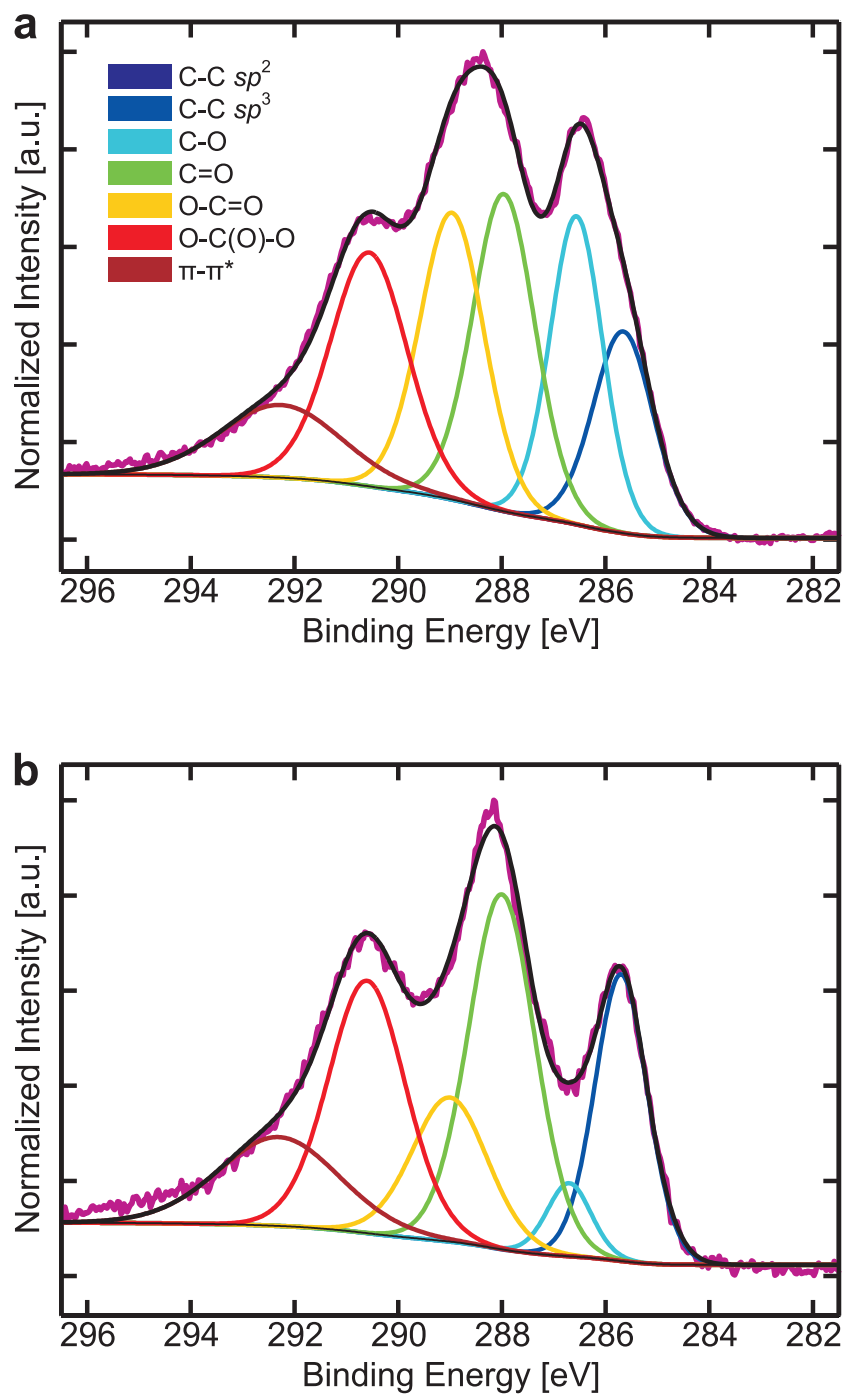 a
C-C sp²
C-C sp³
C-O
C=O
O-C=O
O-C(O)-O
π-π*
Normalized Intensity [a.u.]
296 294 292 290 288 286 284 282
Binding Energy [eV]
b
Normalized Intensity [a.u.]
296 294 292 290 288 286 284 282
Binding Energy [eV]